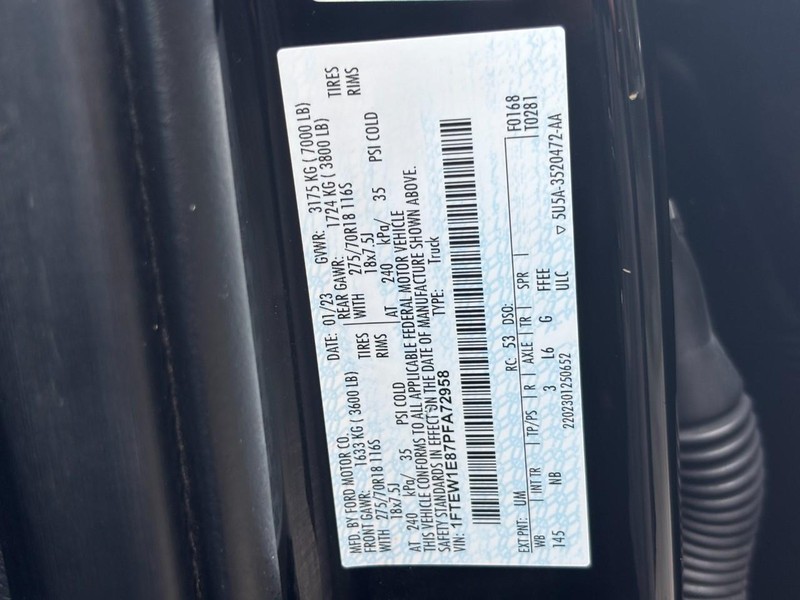 MFD. BY FORD MOTOR CO.
DATE: 01/23 GVWR: 3175 KG ( 7000 LB)
FRONT GAWR: 1633 KG ( 3600 LB) REAR GAWR: 1724 KG ( 3800 LB)
WITH 275/70R18 116S TIRES WITH 275/70R18 116S TIRES
18x7.5J RIMS 18x7.5J RIMS
AT 240 kPa/ 35 PSI COLD AT 240 kPa/ 35 PSI COLD
THIS VEHICLE CONFORMS TO ALL APPLICABLE FEDERAL MOTOR VEHICLE
SAFETY STANDARDS IN EFFECT ON THE DATE OF MANUFACTURE SHOWN ABOVE.
VIN: 1FTEW1E87PFA72958 TYPE: Truck
F0168
EXT PNT: UM RC: 53 DSO: T0281
WB INT TR TP/PS R AXLE TR SPR
145 NB 3 L6 G FFEE
2202301250652 ULC ▽ 5U5A-3520472-AA